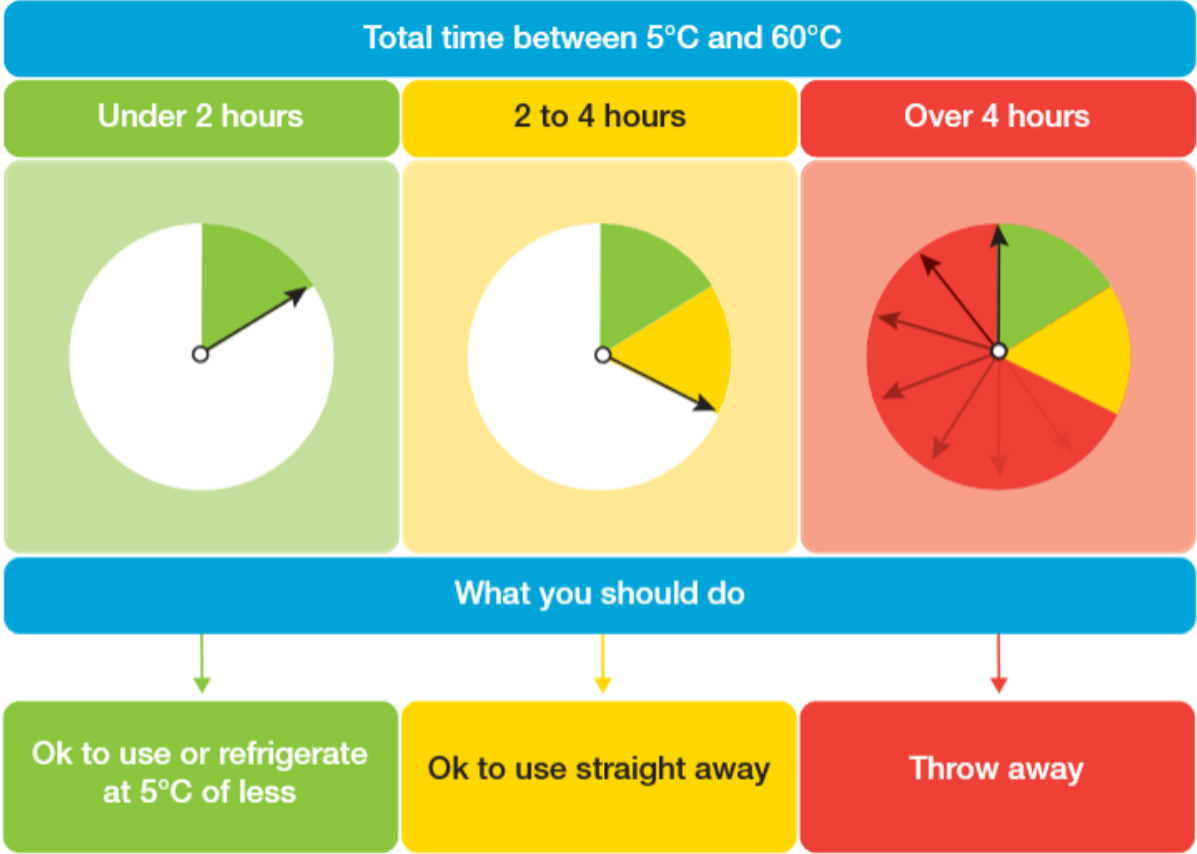 Total time between 5°C and 60°C
Under 2 hours
2 to 4 hours
Over 4 hours
What you should do
Ok to use or refrigerate
at 5°C of less
Ok to use straight away
Throw away